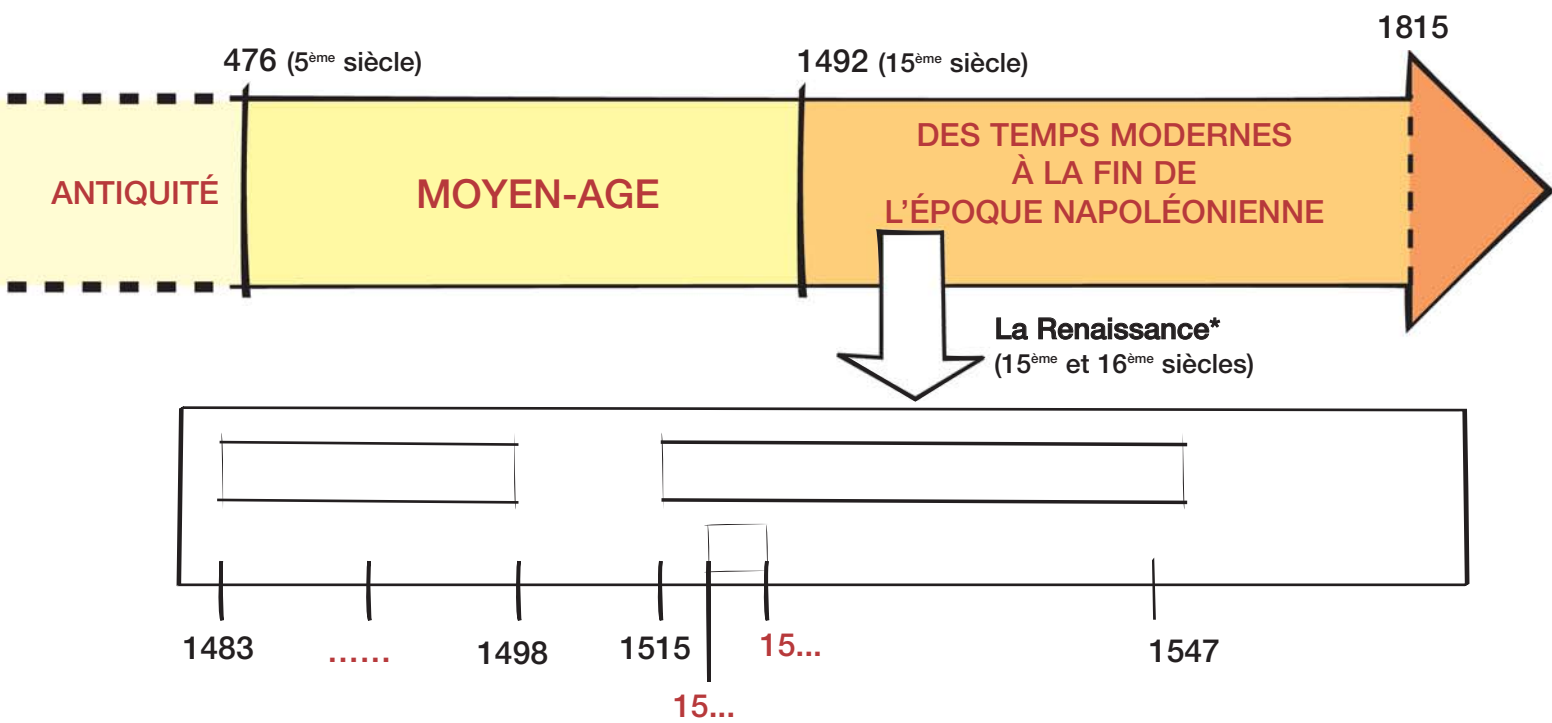 476 (5ème siècle)
1492 (15ème siècle)
1815
ANTIQUITÉ
MOYEN-AGE
DES TEMPS MODERNES
À LA FIN DE
L'ÉPOQUE NAPOLÉONIENNE
La Renaissance*
(15ème et 16ème siècles)
1483
......
1498
1515
15...
15...
1547